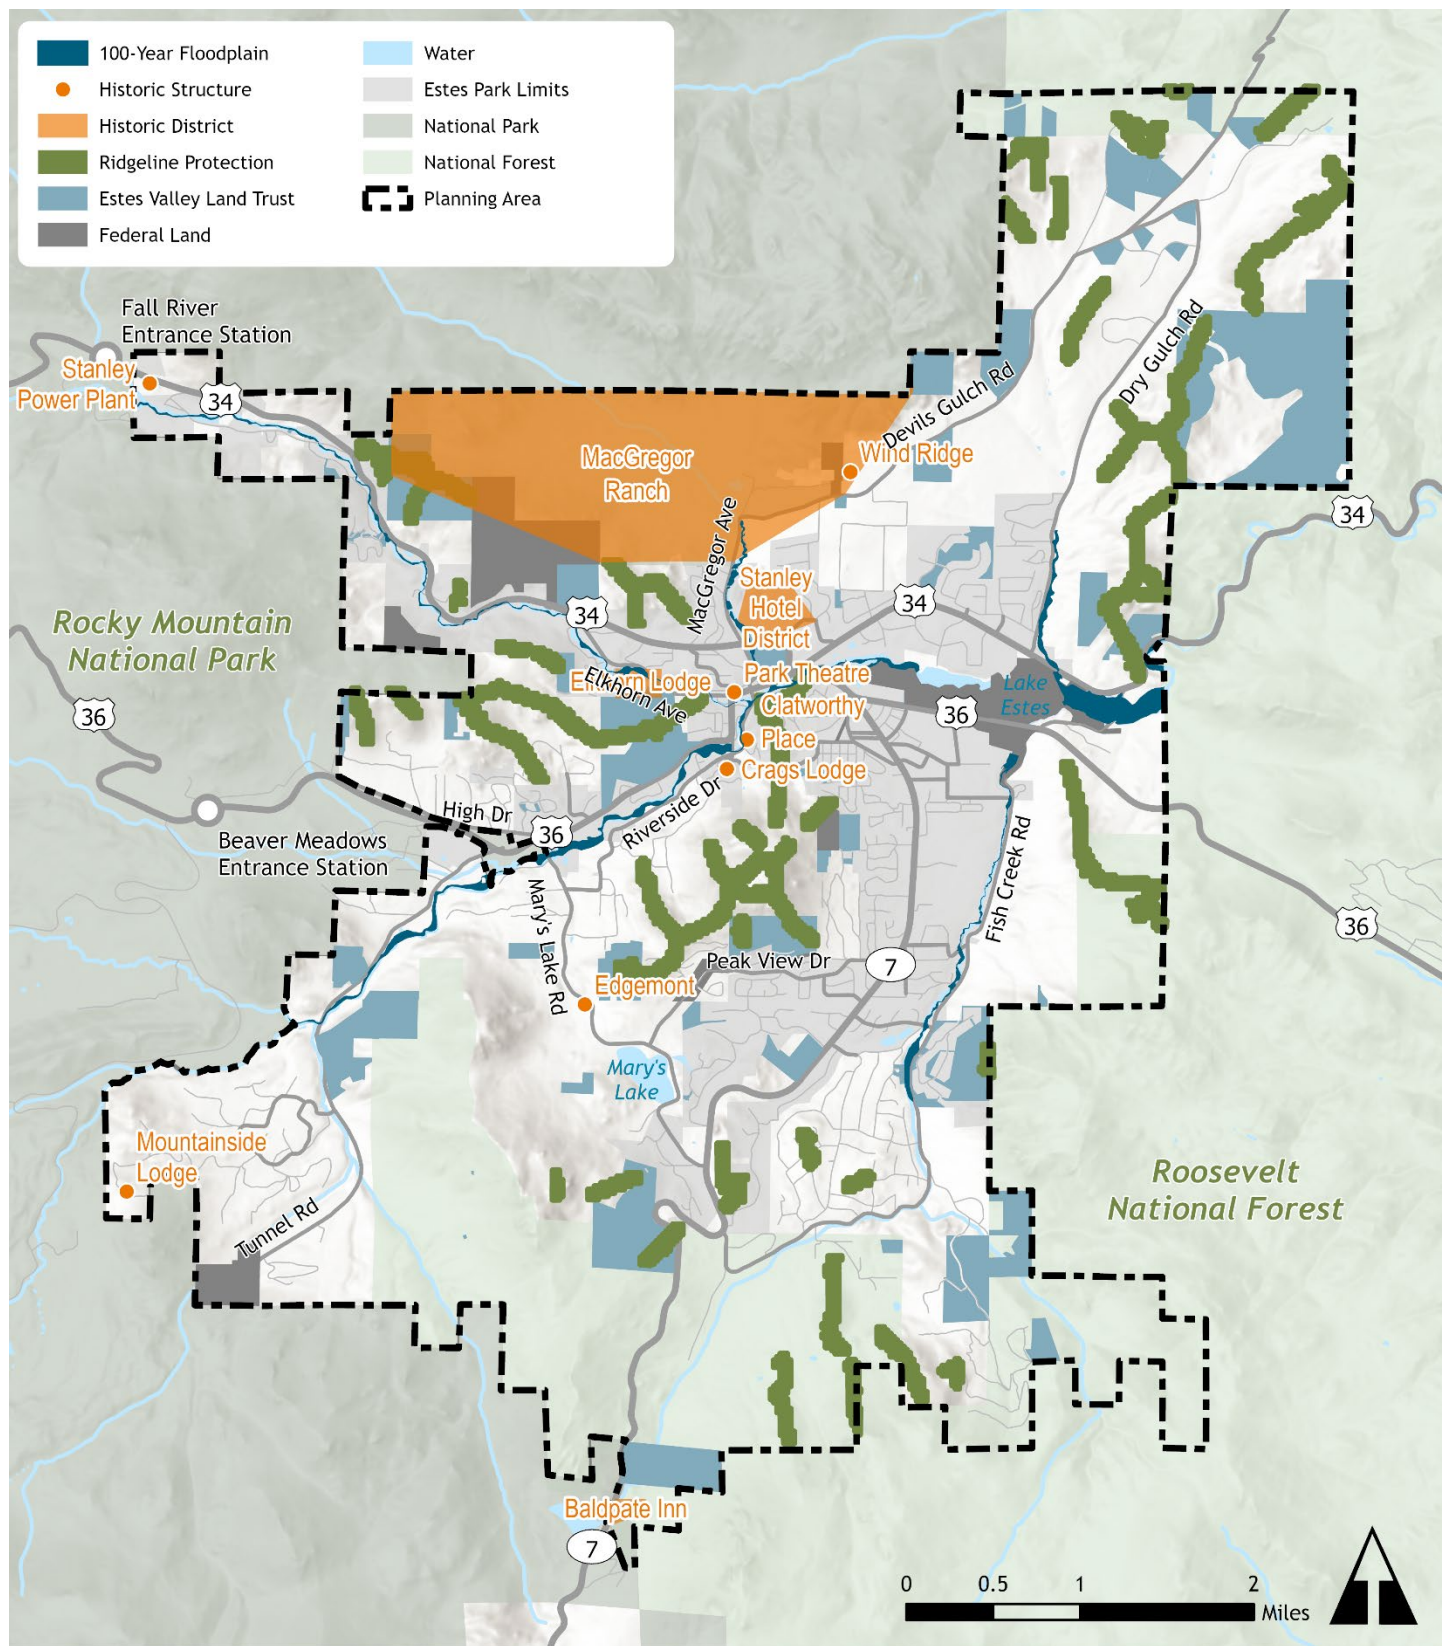 100-Year Floodplain
Historic Structure
Historic District
Ridgeline Protection
Estes Valley Land Trust
Federal Land
Water
Estes Park Limits
National Park
National Forest
Planning Area
Fall River
Entrance Station
Stanley
Power Plant
34
MacGregor
Ranch
Devils Gulch Rd
Wind Ridge
Dry Gulch Rd
34
MacGregor Ave
Stanley
Hotel
District
34
34
Rocky Mountain
National Park
36
Elkhorn Lodge
Elkhorn Ave
Park Theatre
Clatworthy
Place
Crags Lodge
Lake
Estes
36
High Dr
36
Riverside Dr
Beaver Meadows
Entrance Station
Mary's Lake Rd
Fish Creek Rd
36
Peak View Dr
7
Edgemont
Mary's
Lake
Mountainside
Lodge
Tunnel Rd
Roosevelt
National Forest
Baldpate Inn
7
0 0.5 1 2
Miles